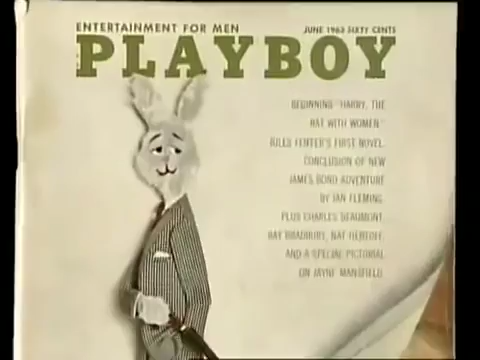 ENTERTAINMENT FOR MEN
JUNE 1963 SIXTY CENTS
PLAYBOY
BEGINNING "HARRY, THE
RAT WITH WOMEN"
JULES FEIFFER'S FIRST NOVEL,
CONCLUSION OF NEW
JAMES BOND ADVENTURE
BY IAN FLEMING,
PLUS CHARLES BEAUMONT,
RAY BRADBURY, NAT HENTOFF,
AND A SPECIAL PICTORIAL
ON JAYNE MANSFIELD